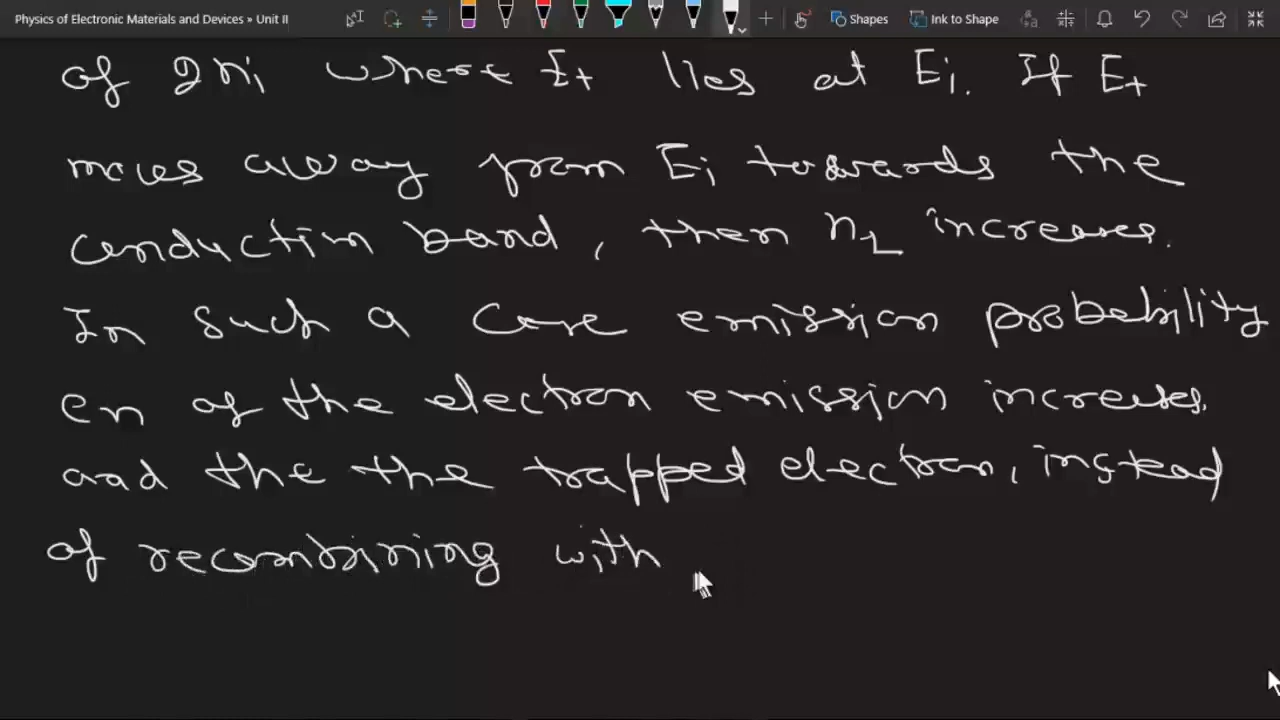 Physics of Electronic Materials and Devices » Unit II
Shapes
Ink to Shape
of 2ni where Et lies at Ei. If Et
moves away from Ei towards the
conduction band, then n1 increases.
In such a case emission probability
en of the electron emission increases,
and the the trapped electron, instead
of recombining with